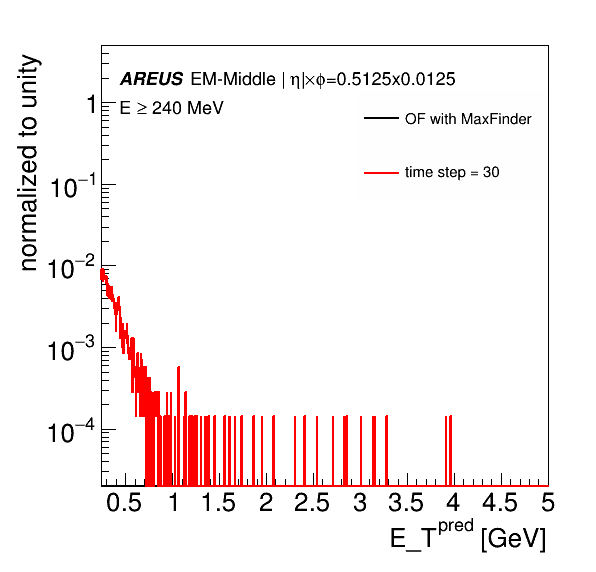 normalized to unity
AREUS EM-Middle | η|×ϕ=0.5125x0.0125
E ≥ 240 MeV
OF with MaxFinder
time step = 30
1
10⁻¹
10⁻²
10⁻³
10⁻⁴
0.5 1 1.5 2 2.5 3 3.5 4 4.5 5
E_T^pred [GeV]